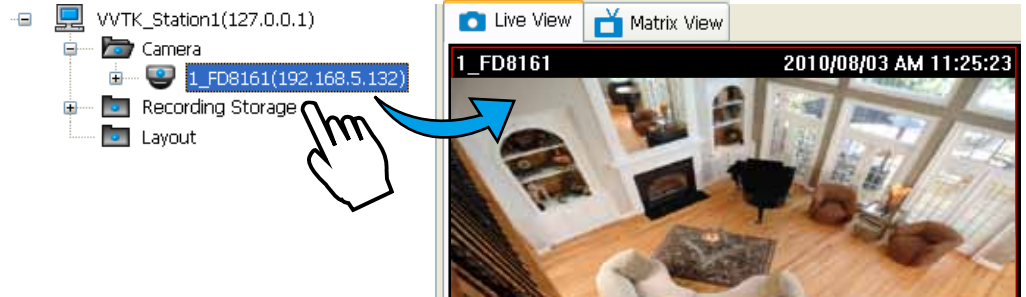 VVTK_Station1(127.0.0.1)
Camera
1_FD8161(192.168.5.132)
Recording Storage
Layout
Live View
Matrix View
1_FD8161 2010/08/03 AM 11:25:23